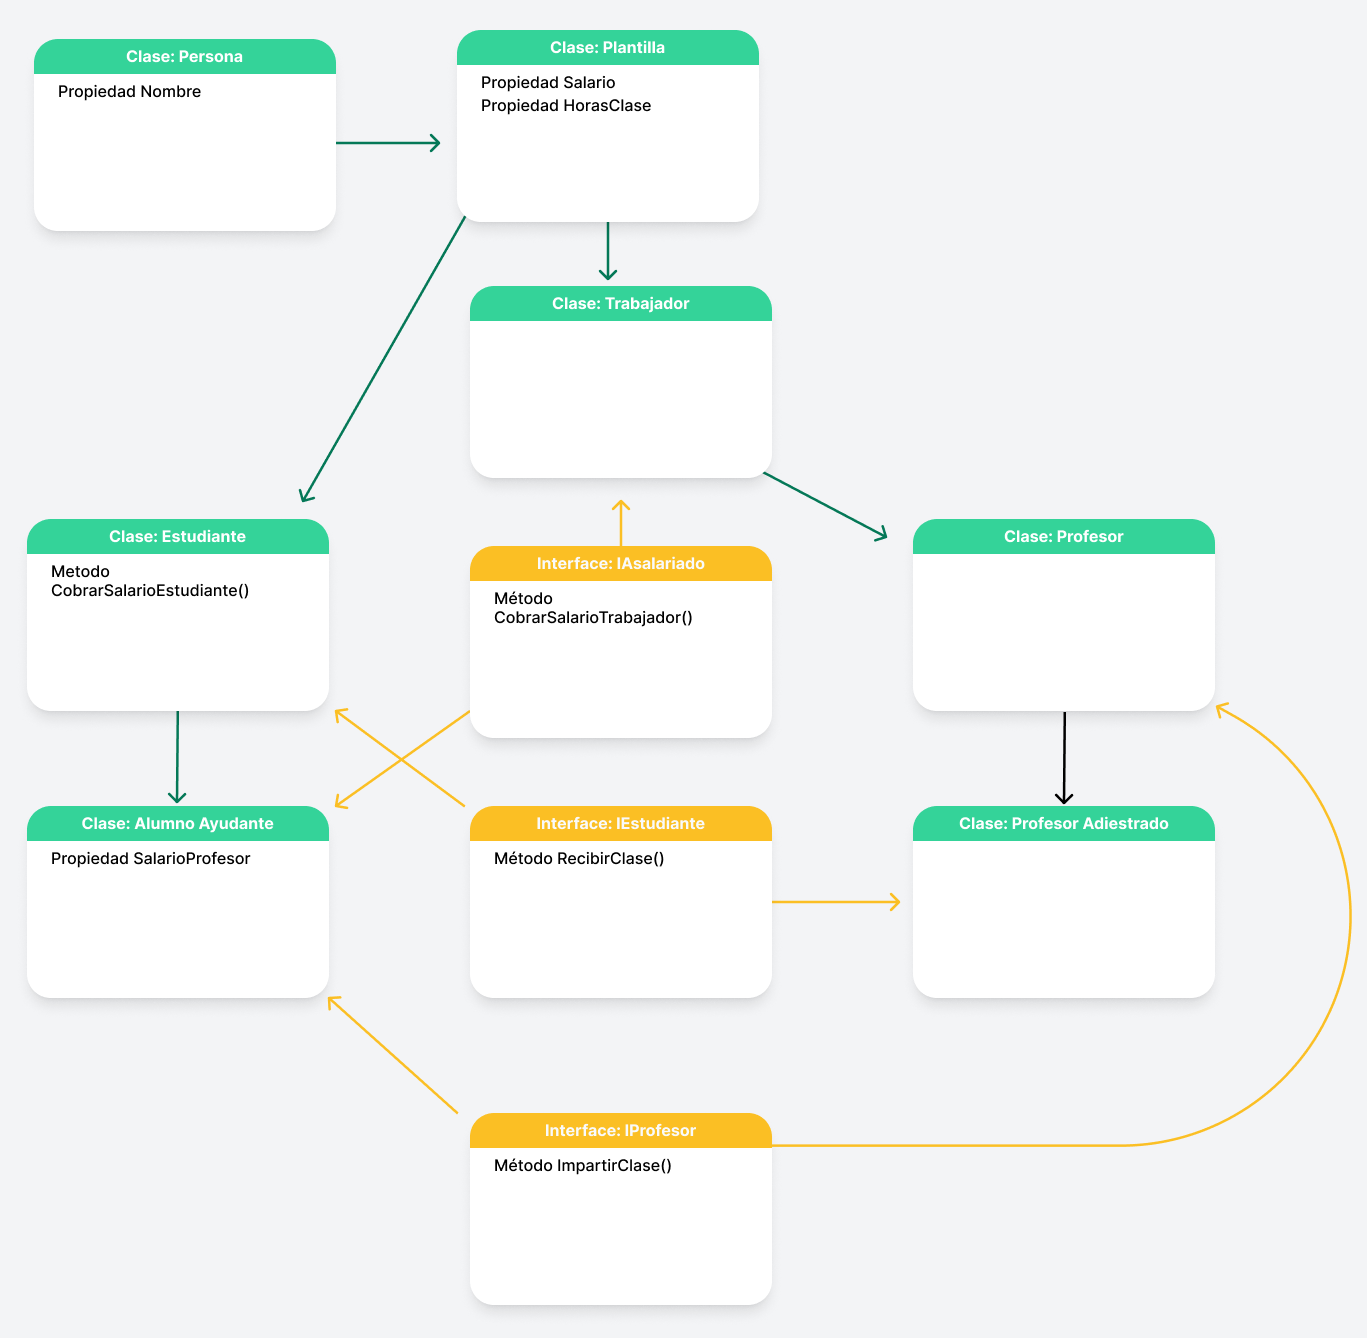 Clase: Persona
Propiedad Nombre
Clase: Plantilla
Propiedad Salario
Propiedad HorasClase
Clase: Trabajador
Clase: Estudiante
Metodo
CobrarSalarioEstudiante()
Interface: IAsalariado
Método
CobrarSalarioTrabajador()
Clase: Profesor
Clase: Alumno Ayudante
Propiedad SalarioProfesor
Interface: IEstudiante
Método RecibirClase()
Clase: Profesor Adiestrado
Interface: IProfesor
Método ImpartirClase()